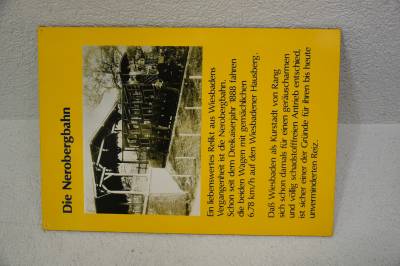 Die Nerobergbahn
Ein liebenswertes Relikt aus Wiesbadens
Vergangenheit ist die Nerobergbahn.
Schon seit dem Dreikaiserjahr 1888 fahren
die beiden Wagen mit gemächlichen
6,78 km/h auf den Wiesbadener Hausberg.
Daß Wiesbaden als Kurstadt von Rang
sich schon damals für einen geräuscharmen
und völlig schadstofffreien Antrieb entschied,
ist sicher einer der Gründe für ihren bis heute
unverminderten Reiz.